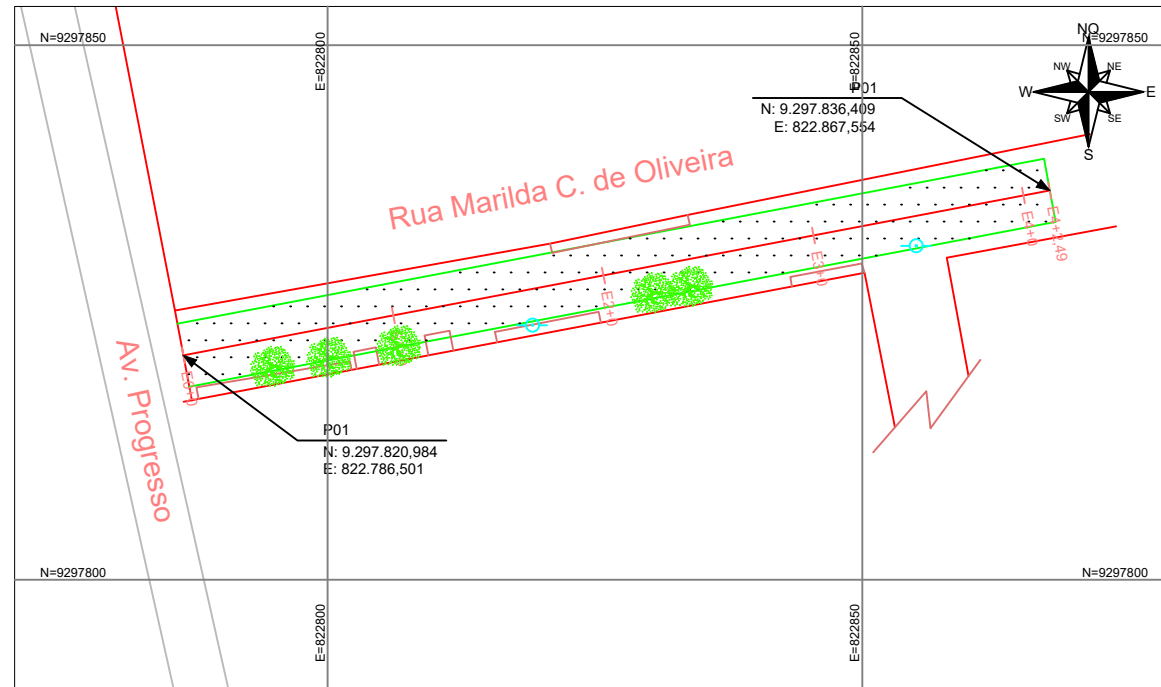 N=9297850
E=822800
E=822850
N=9297850
NO
NW
NE
W
E
SW
SE
S
P01
N: 9.297.836,409
E: 822.867,554
Rua Marilda C. de Oliveira
E4+2.49
E4+0
E3+0
E2+0
E0+0
Av. Progresso
P01
N: 9.297.820,984
E: 822.786,501
N=9297800
N=9297800
E=822800
E=822850